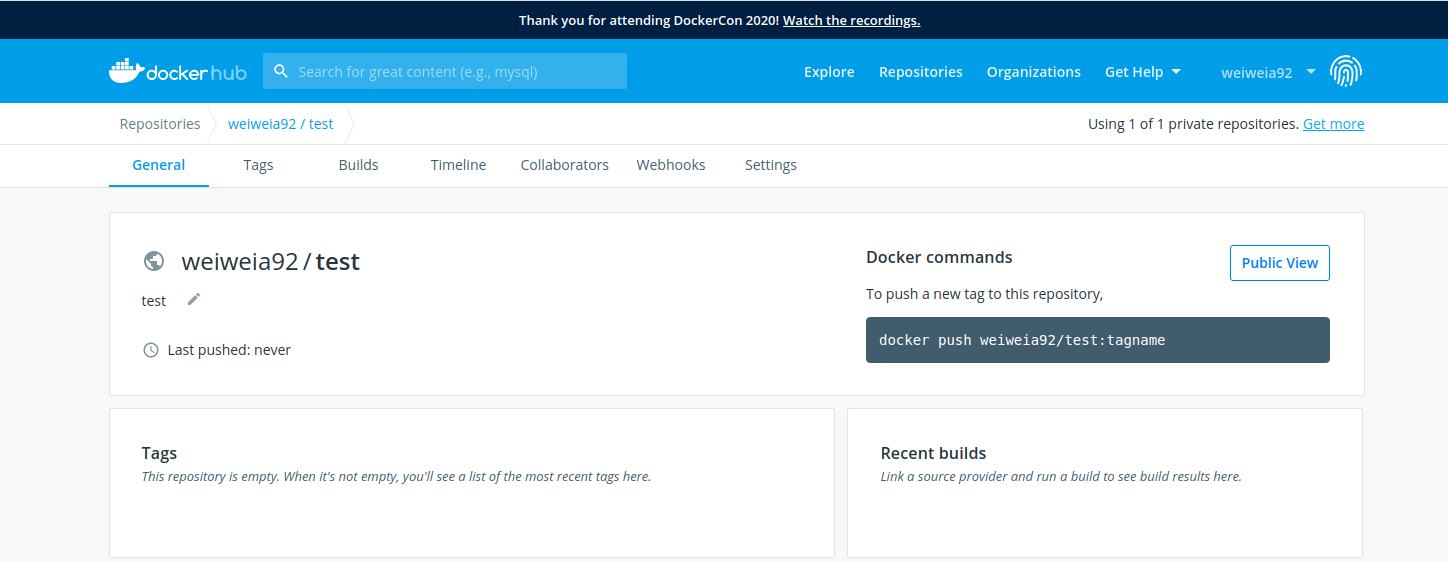 Thank you for attending DockerCon 2020! Watch the recordings.
docker hub
Search for great content (e.g., mysql)
Explore
Repositories
Organizations
Get Help
weiweia92
Repositories
weiweia92 / test
Using 1 of 1 private repositories. Get more
General
Tags
Builds
Timeline
Collaborators
Webhooks
Settings
weiweia92 / test
test
Last pushed: never
Docker commands
Public View
To push a new tag to this repository,
docker push weiweia92/test:tagname
Tags
This repository is empty. When it's not empty, you'll see a list of the most recent tags here.
Recent builds
Link a source provider and run a build to see build results here.